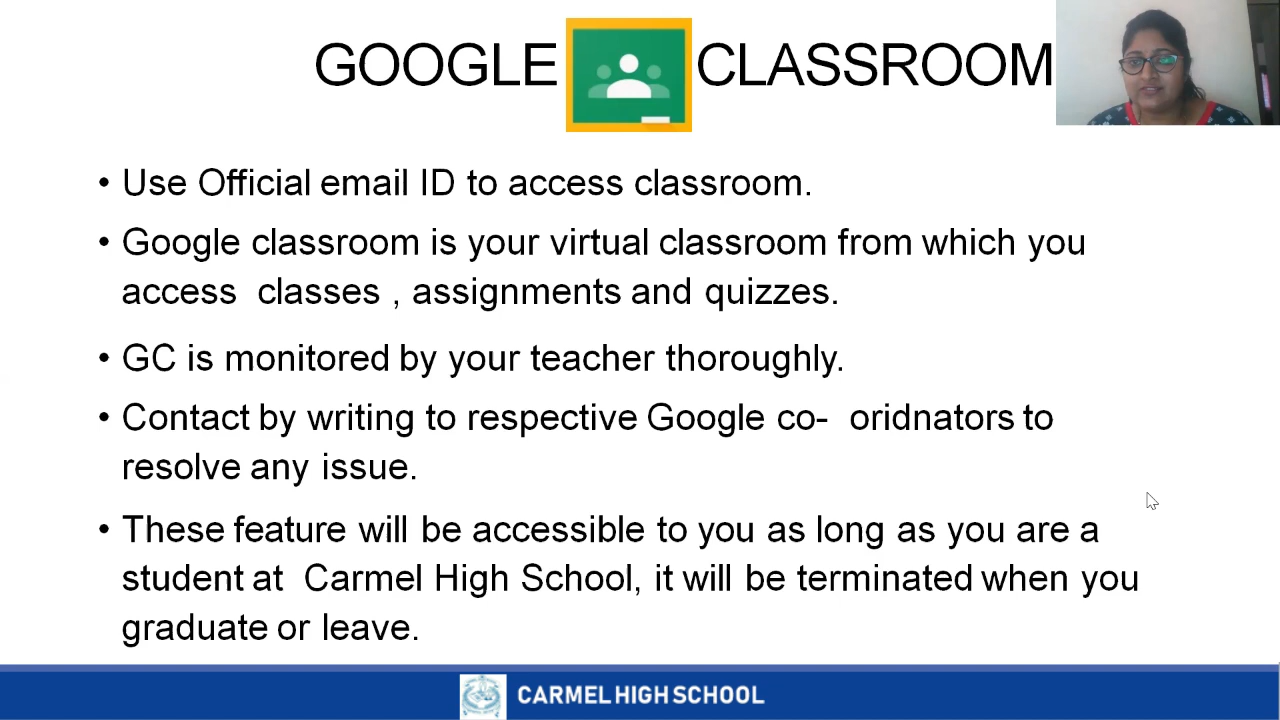 GOOGLE CLASSROOM
• Use Official email ID to access classroom.
• Google classroom is your virtual classroom from which you
access classes , assignments and quizzes.
• GC is monitored by your teacher thoroughly.
• Contact by writing to respective Google co- oridnators to
resolve any issue.
• These feature will be accessible to you as long as you are a
student at Carmel High School, it will be terminated when you
graduate or leave.
CARMEL HIGH SCHOOL